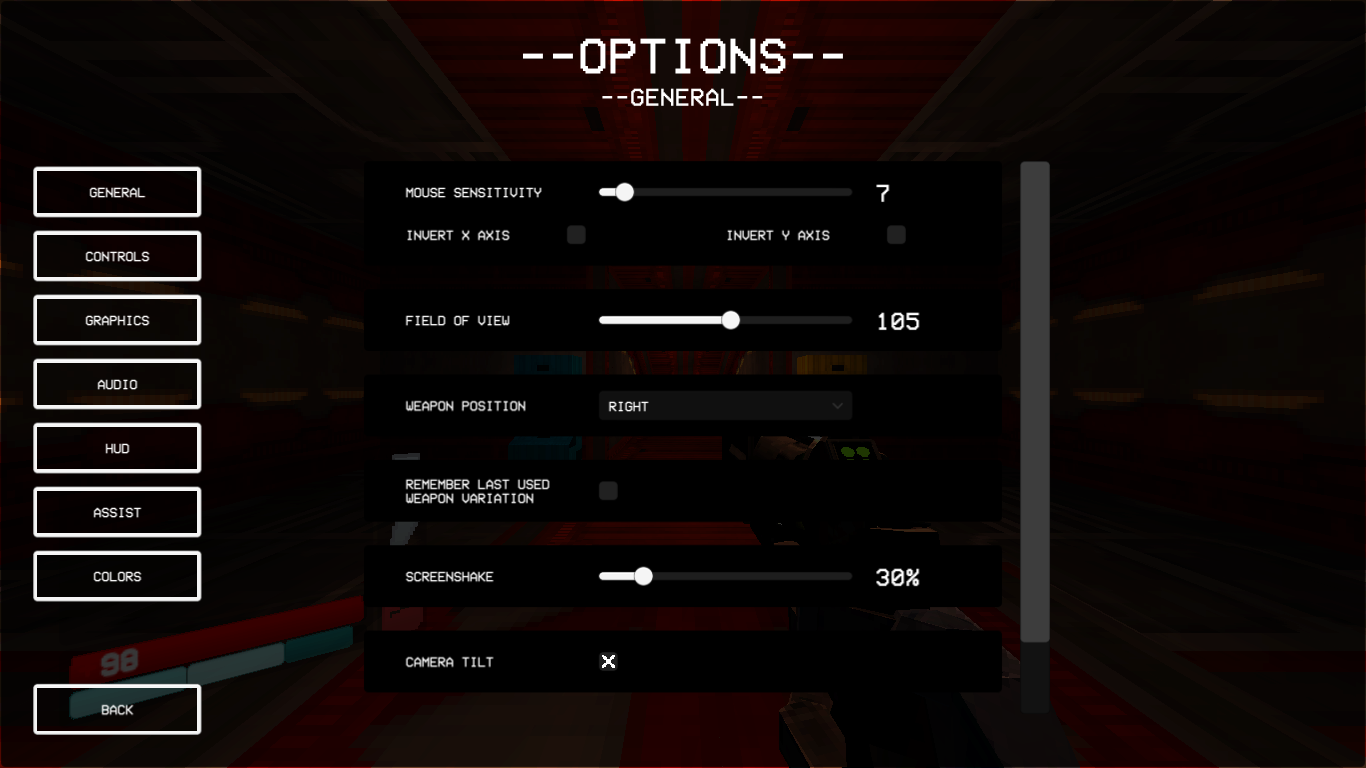 --OPTIONS--
--GENERAL--
GENERAL
CONTROLS
GRAPHICS
AUDIO
HUD
ASSIST
COLORS
BACK
MOUSE SENSITIVITY 7
INVERT X AXIS INVERT Y AXIS
FIELD OF VIEW 105
WEAPON POSITION RIGHT
REMEMBER LAST USED
WEAPON VARIATION
SCREENSHAKE 30%
CAMERA TILT
98